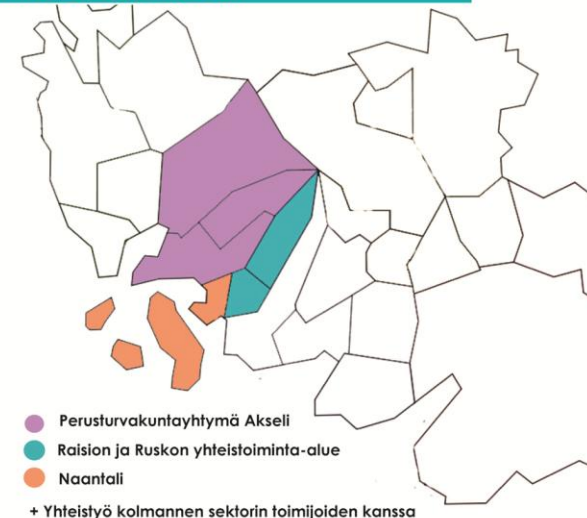 Perusturvakuntayhtymä Akseli
Raision ja Ruskon yhteistoiminta-alue
Naantali
+ Yhteistyö kolmannen sektorin toimijoiden kanssa